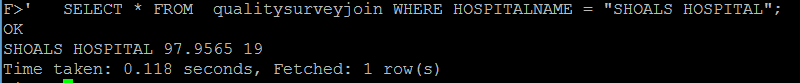 F>'   SELECT * FROM  qualitysurveyjoin WHERE HOSPITALNAME = "SHOALS HOSPITAL";
OK
SHOALS HOSPITAL 97.9565 19
Time taken: 0.118 seconds, Fetched: 1 row(s)